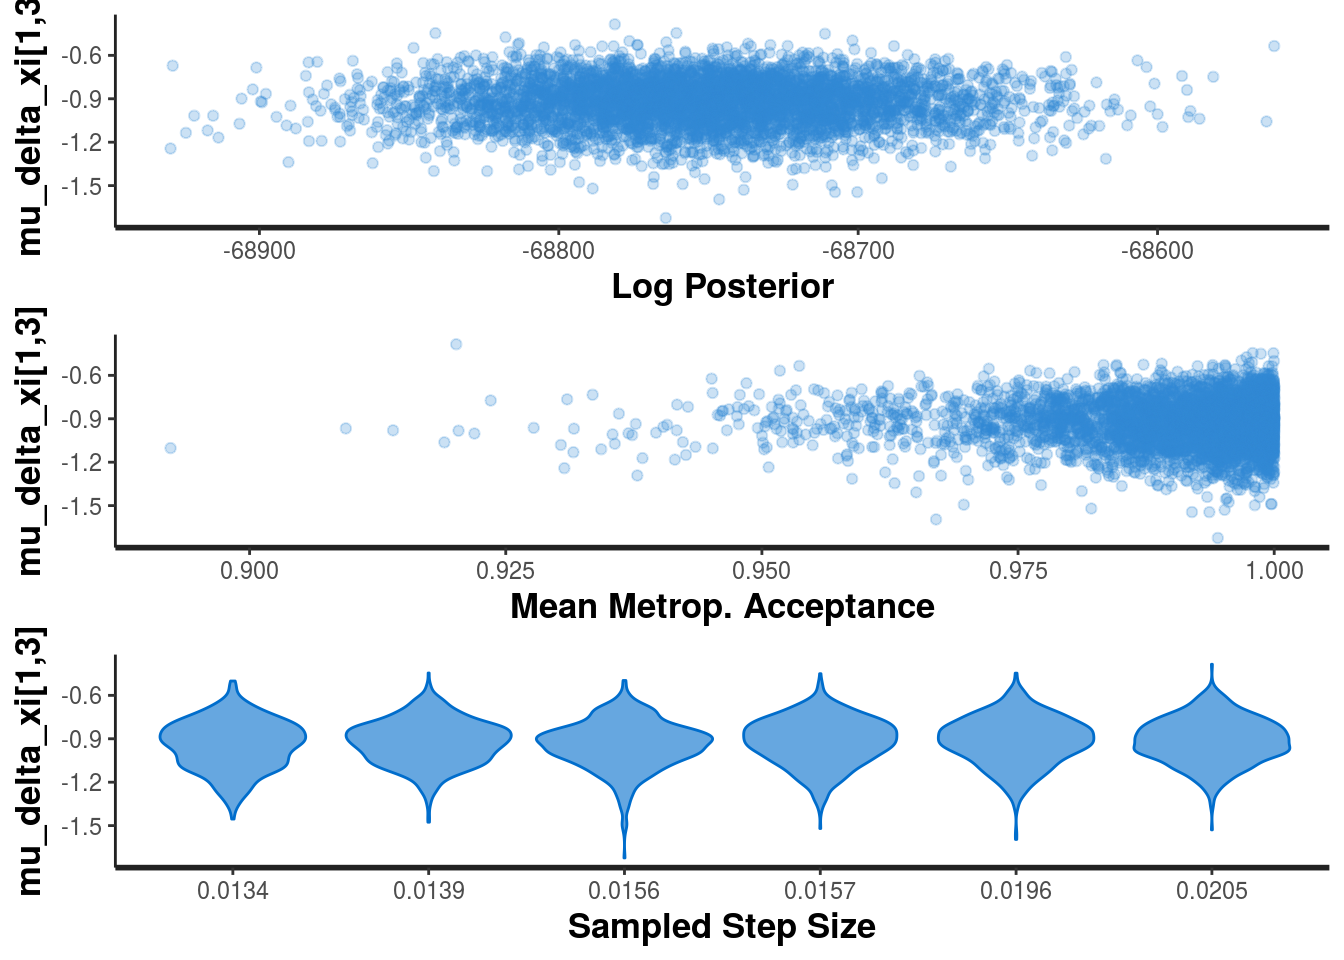 mu_delta_xi[1,3
-0.6
-0.9
-1.2
-1.5
-68900 -68800 -68700 -68600
Log Posterior
mu_delta_xi[1,3]
-0.6
-0.9
-1.2
-1.5
0.900 0.925 0.950 0.975 1.000
Mean Metrop. Acceptance
mu_delta_xi[1,3]
-0.6
-0.9
-1.2
-1.5
0.0134 0.0139 0.0156 0.0157 0.0196 0.0205
Sampled Step Size